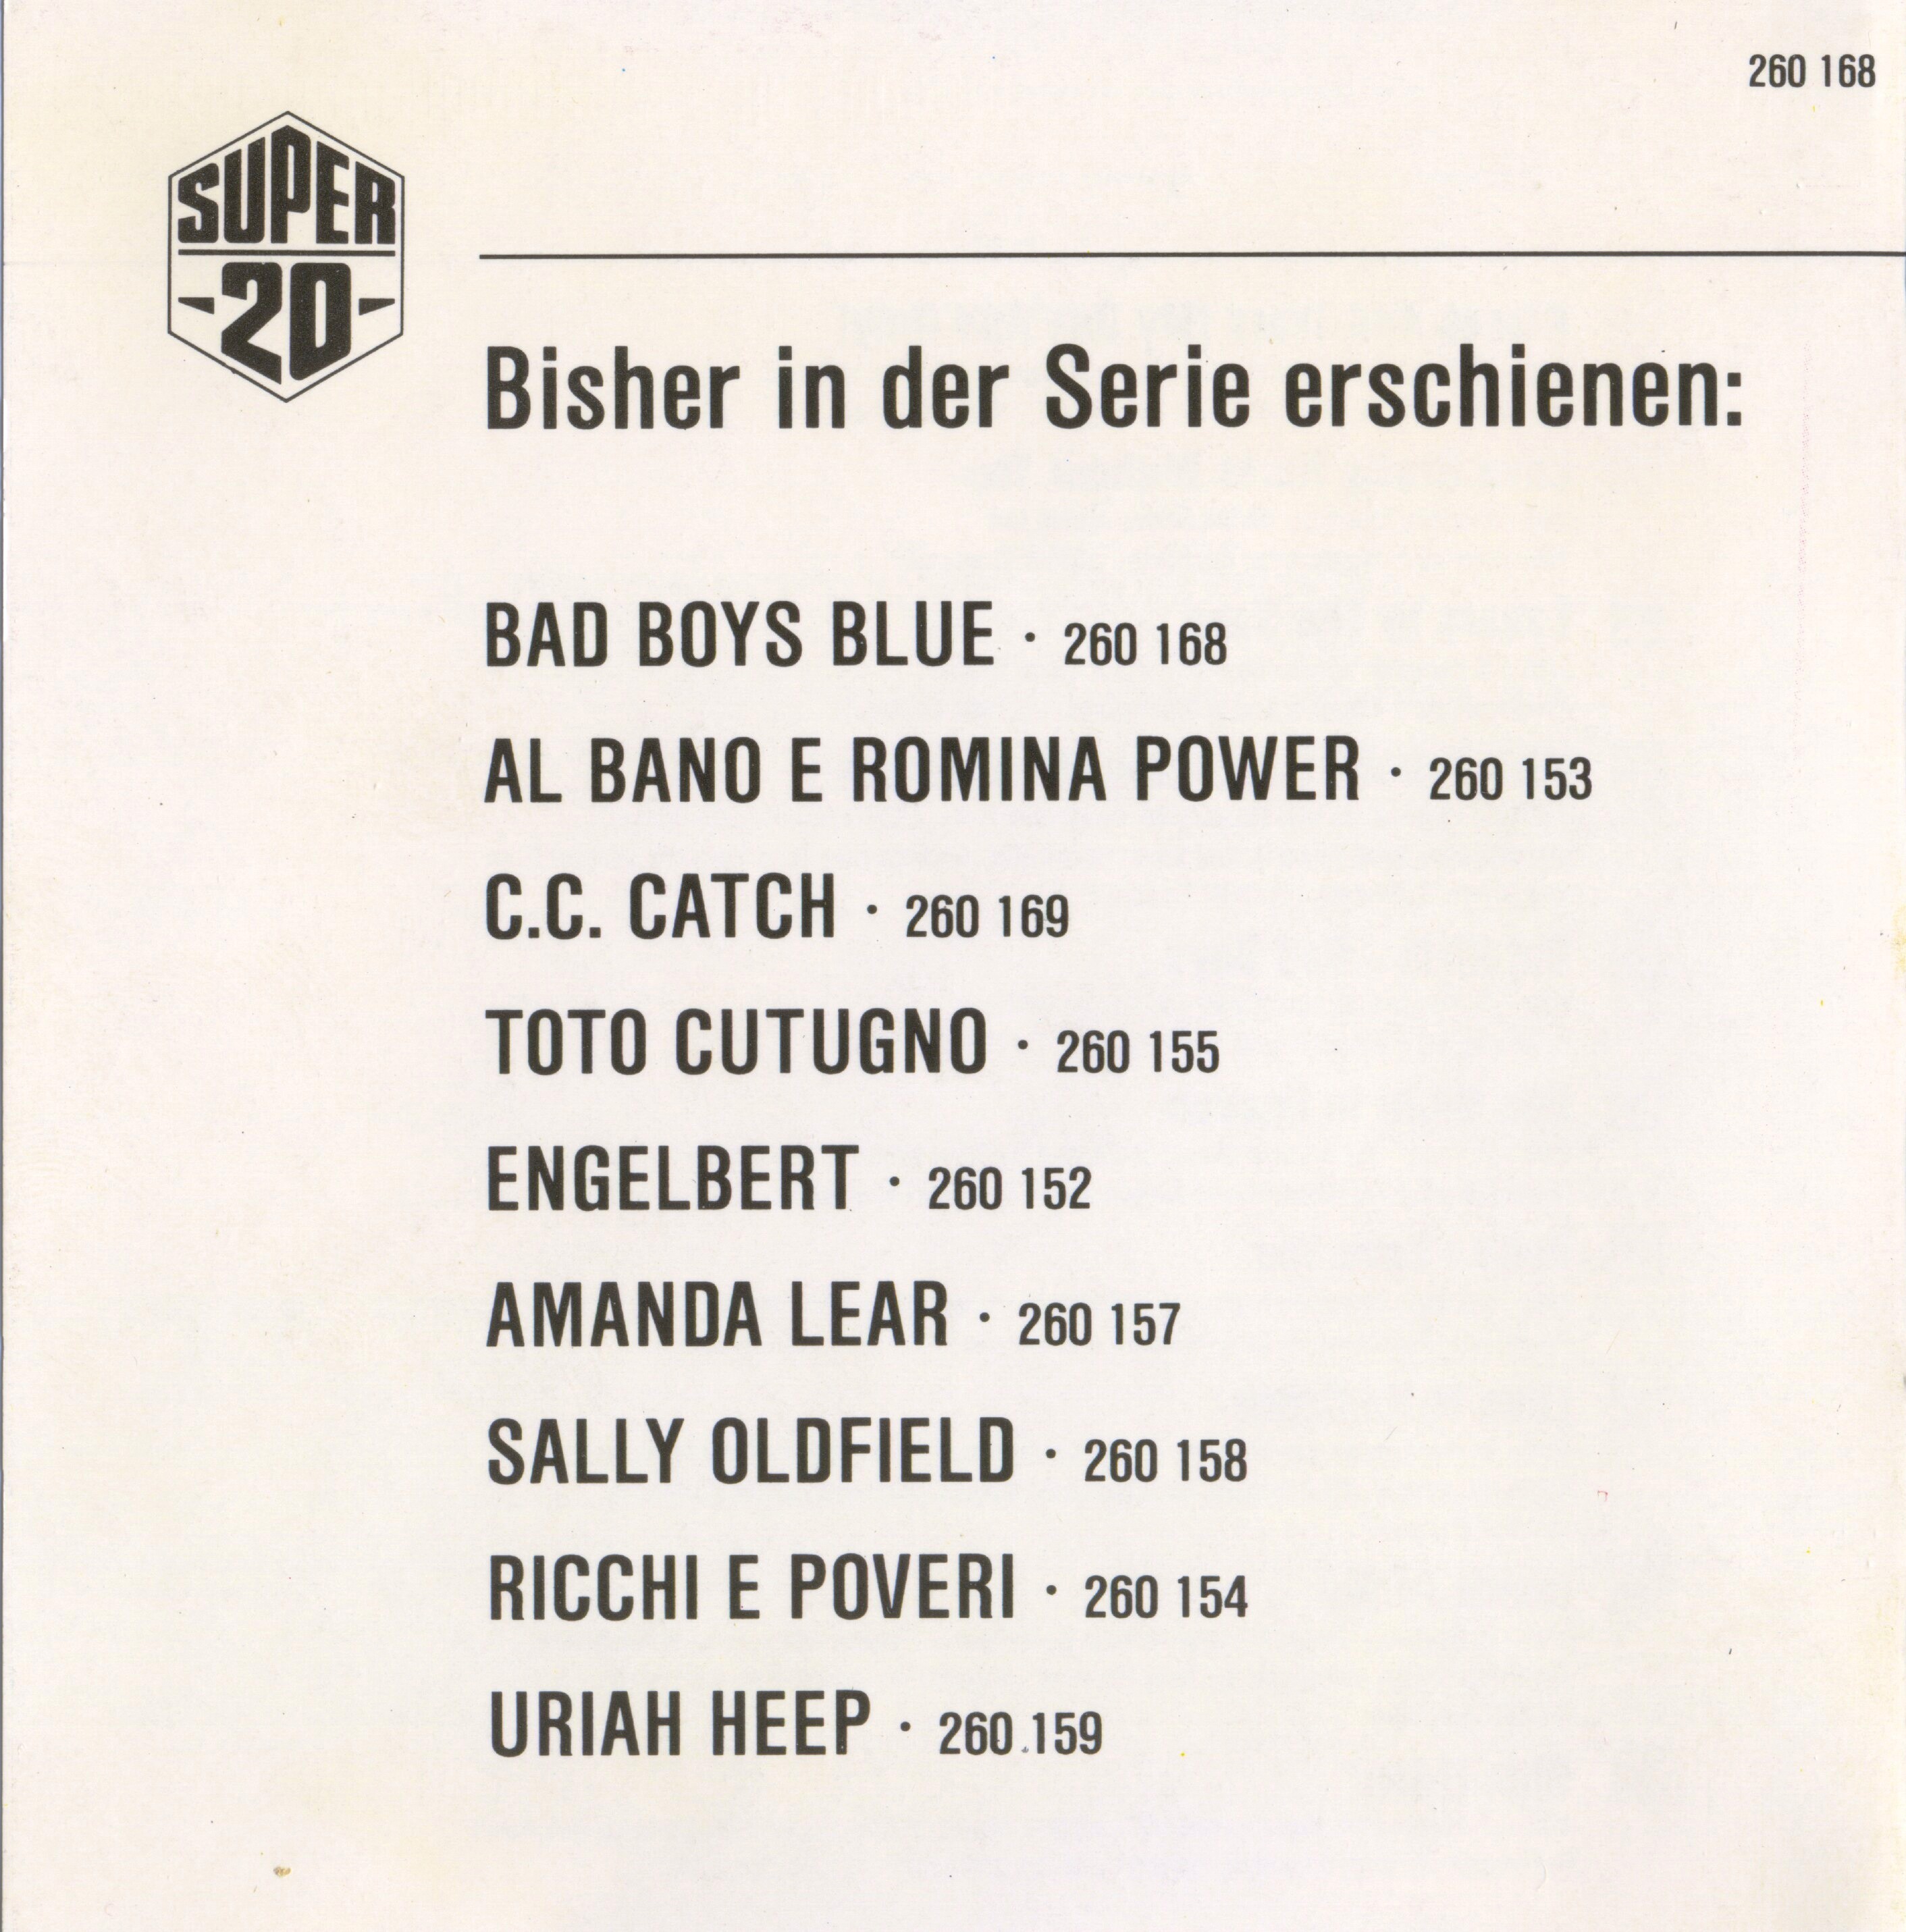 260 168
SUPER
20
Bisher in der Serie erschienen:
BAD BOYS BLUE · 260 168
AL BANO E ROMINA POWER · 260 153
C.C. CATCH · 260 169
TOTO CUTUGNO · 260 155
ENGELBERT · 260 152
AMANDA LEAR · 260 157
SALLY OLDFIELD · 260 158
RICCHI E POVERI · 260 154
URIAH HEEP · 260 159